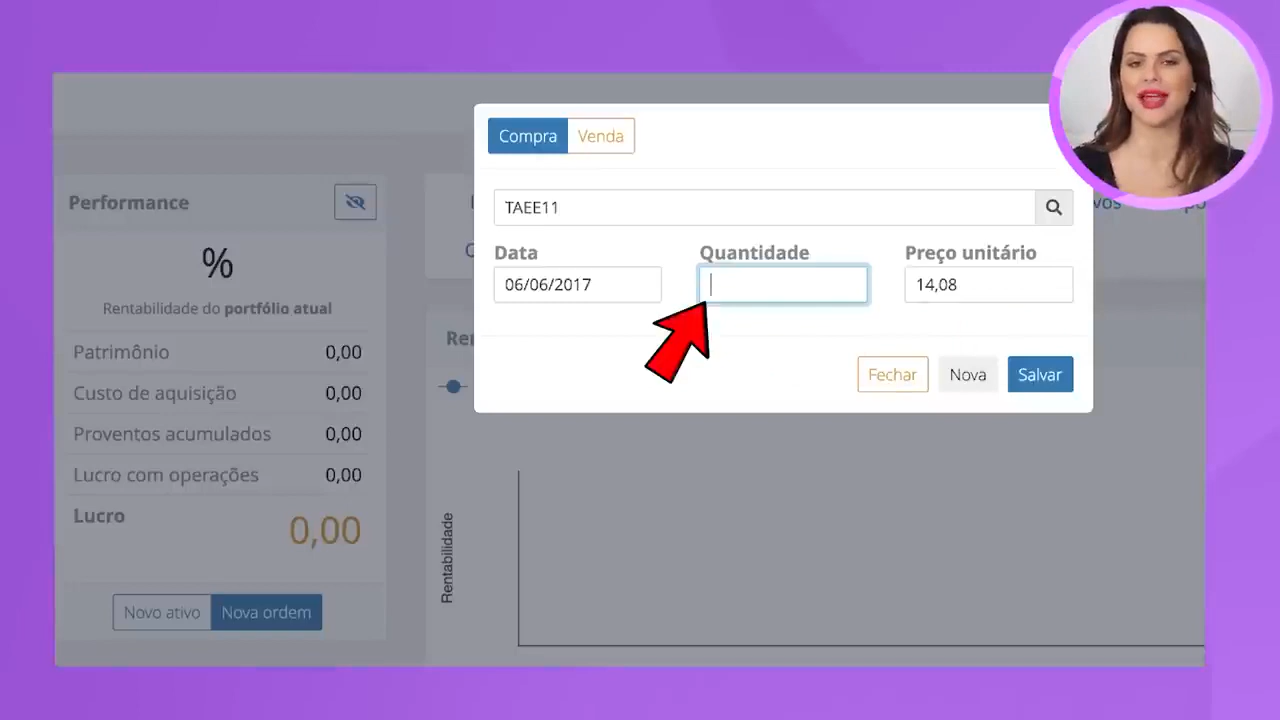 Compra Venda
TAEE11
Data Quantidade Preço unitário
06/06/2017 14,08
Fechar Nova Salvar
Performance
%
Rentabilidade do portfólio atual
Patrimônio 0,00
Custo de aquisição 0,00
Proventos acumulados 0,00
Lucro com operações 0,00
Lucro 0,00
Novo ativo Nova ordem
Rentabilidade